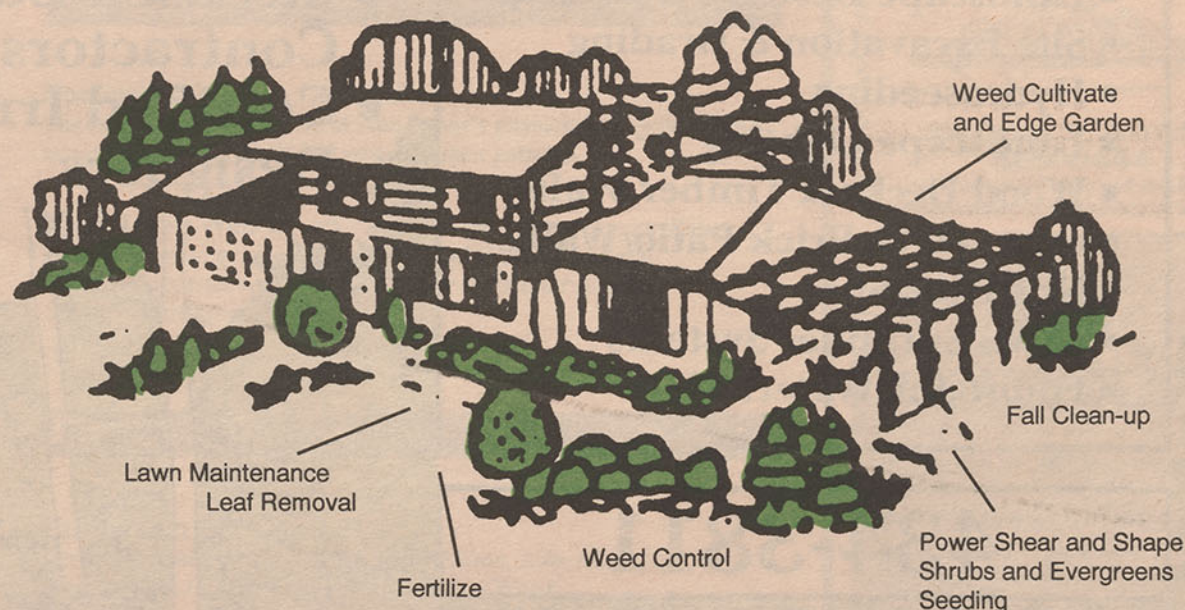 Weed Cultivate
and Edge Garden
Fall Clean-up
Lawn Maintenance
Leaf Removal
Fertilize
Weed Control
Power Shear and Shape
Shrubs and Evergreens
Seeding